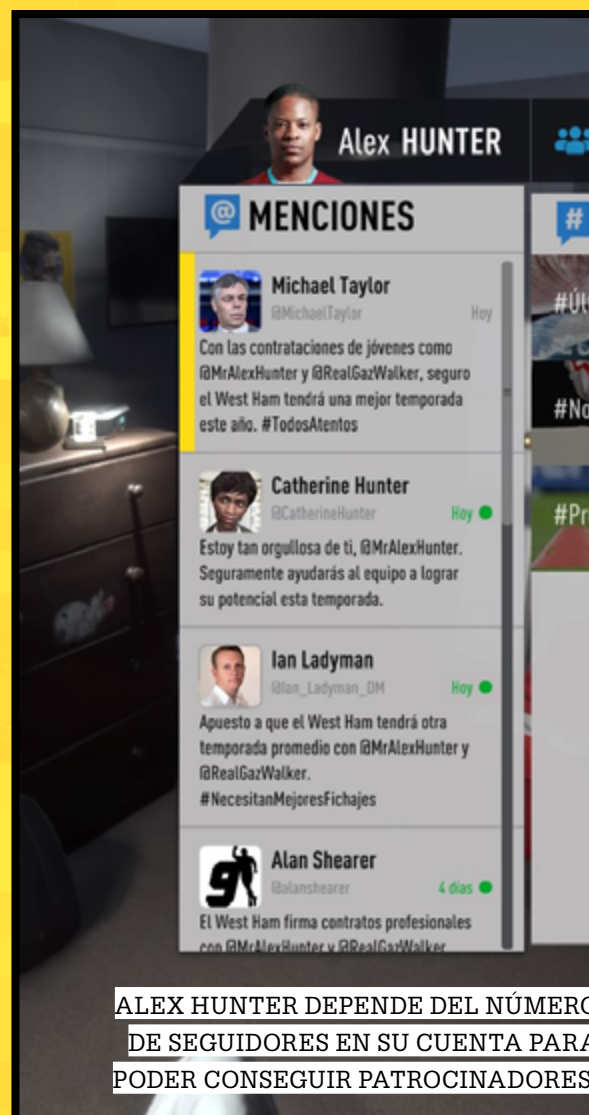 Alex HUNTER
@ MENCIONES
#
Michael Taylor
@MichaelTaylor
Hoy
Con las contrataciones de jóvenes como
@MrAlexHunter y @RealGazWalker, seguro
el West Ham tendrá una mejor temporada
este año. #TodosAtentos
Catherine Hunter
@CatherineHunter
Hoy
Estoy tan orgullosa de ti, @MrAlexHunter.
Seguramente ayudarás al equipo a lograr
su potencial esta temporada.
Ian Ladyman
@Ian_Ladyman_DM
Hoy
Apuesto a que el West Ham tendrá otra
temporada promedio con @MrAlexHunter y
@RealGazWalker.
#NecesitanMejoresFichajes
9
Alan Shearer
@alanshearer
4 días
El West Ham firma contratos profesionales
con @MrAlexHunter y @RealGazWalker
#No
#Pr
ALEX HUNTER DEPENDE DEL NÚMERO
DE SEGUIDORES EN SU CUENTA PARA
PODER CONSEGUIR PATROCINADORES